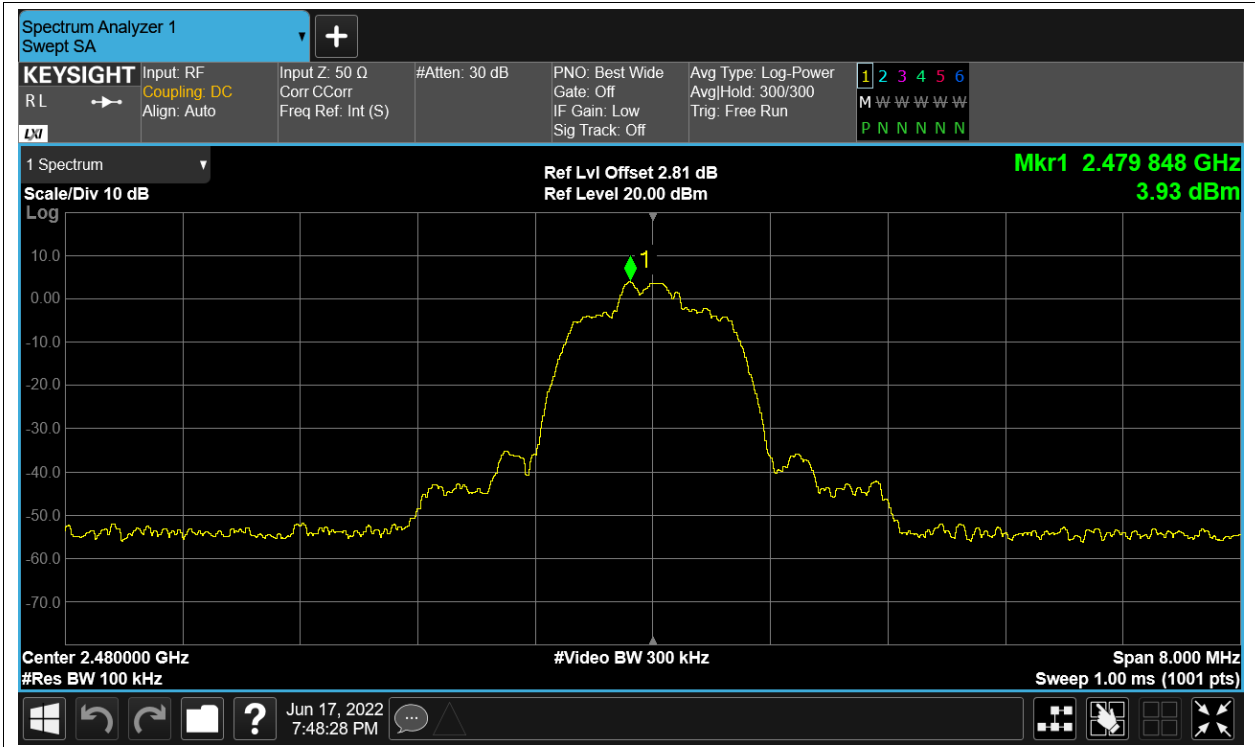 Spectrum Analyzer 1
Swept SA
KEYSIGHT
R L
LXI
Input: RF
Coupling: DC
Align: Auto
Input Z: 50 Ω
Corr CCorr
Freq Ref: Int (S)
#Atten: 30 dB
PNO: Best Wide
Gate: Off
IF Gain: Low
Sig Track: Off
Avg Type: Log-Power
Avg|Hold: 300/300
Trig: Free Run
1 2 3 4 5 6
M W W W W W
P N N N N N
1 Spectrum
Scale/Div 10 dB
Ref Lvl Offset 2.81 dB
Ref Level 20.00 dBm
Mkr1 2.479 848 GHz
3.93 dBm
Log
10.0
0.00
-10.0
-20.0
-30.0
-40.0
-50.0
-60.0
-70.0
1
Center 2.480000 GHz
#Res BW 100 kHz
#Video BW 300 kHz
Span 8.000 MHz
Sweep 1.00 ms (1001 pts)
?
Jun 17, 2022
7:48:28 PM